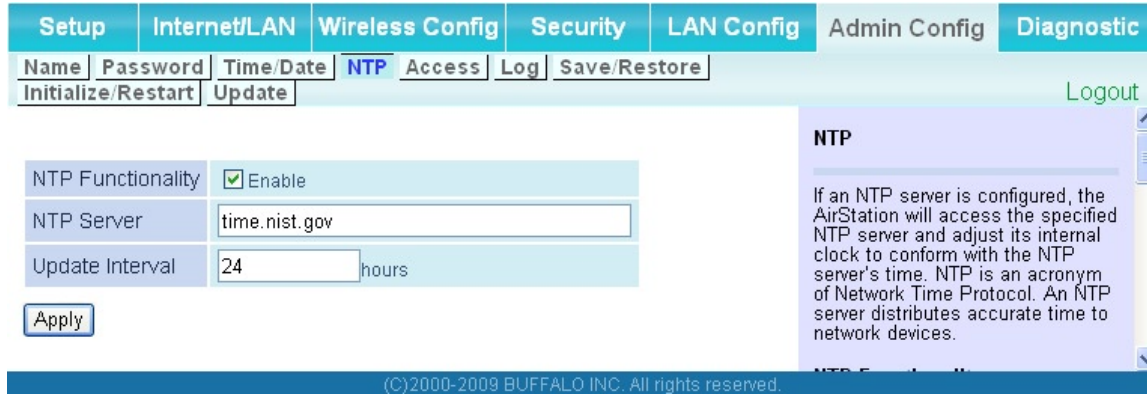 Setup Internet/LAN Wireless Config Security LAN Config Admin Config Diagnostic
Name Password Time/Date NTP Access Log Save/Restore
Initialize/Restart Update
Logout
NTP Functionality Enable
NTP Server time.nist.gov
Update Interval 24 hours
Apply
NTP
If an NTP server is configured, the
AirStation will access the specified
NTP server and adjust its internal
clock to conform with the NTP
server's time. NTP is an acronym
of Network Time Protocol. An NTP
server distributes accurate time to
network devices.
(C)2000-2009 BUFFALO INC. All rights reserved.